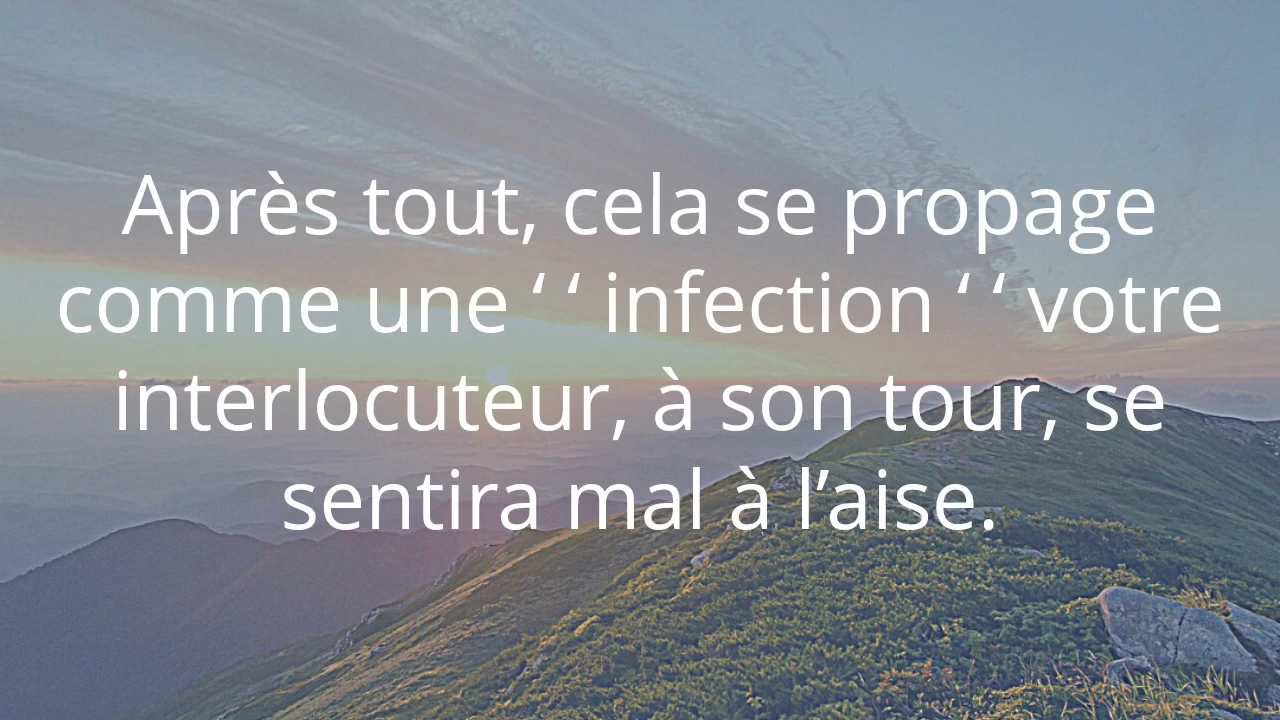 Après tout, cela se propage
comme une ‘ ‘ infection ‘ ‘ votre
interlocuteur, à son tour, se
sentira mal à l’aise.